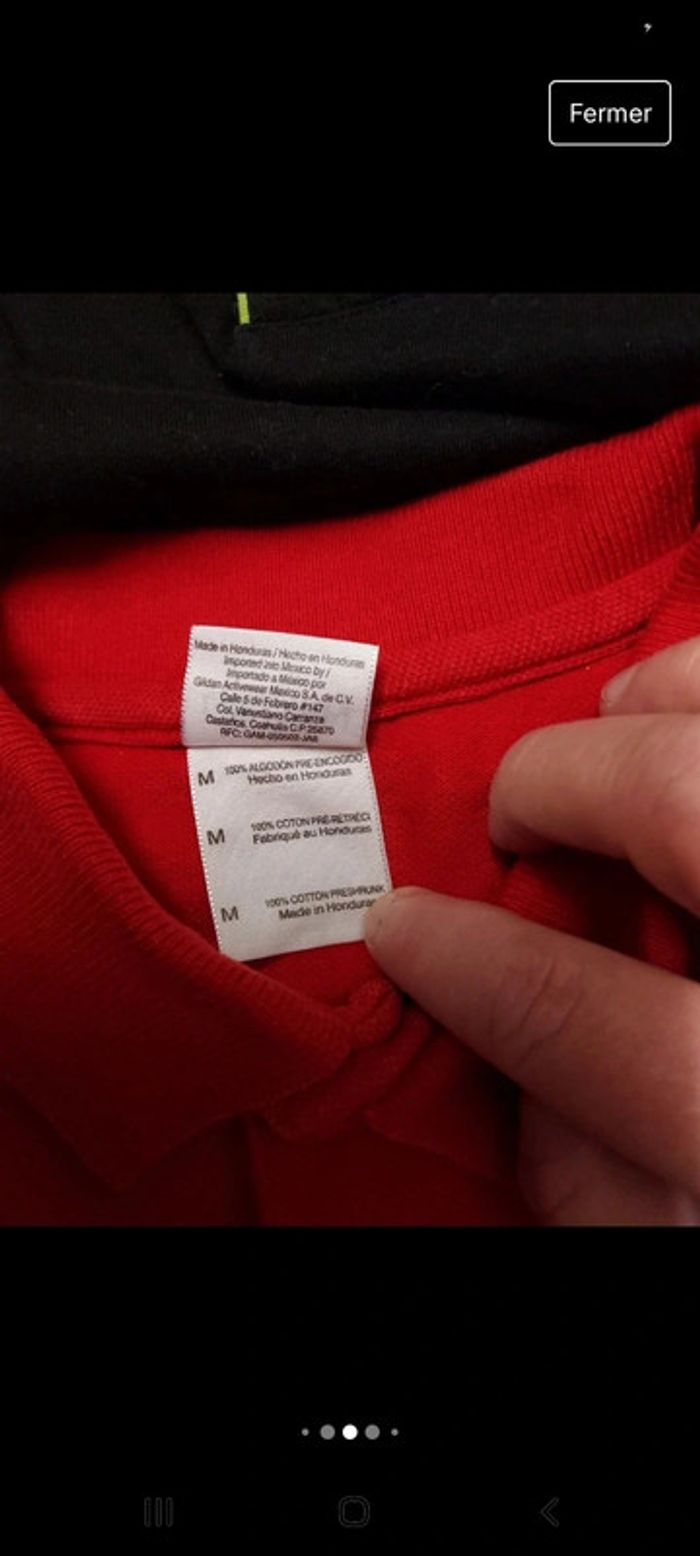 Fermer
Made in Honduras / Hecho en Honduras
Imported into Mexico by /
Importado a México por
Gildan Activewear Mexico S.A. de C.V.
Calle 5 de Febrero #147
Col. Venustiano Carranza
Castaños, Coahuila C.P. 25870
RFC:
M 100% ALGODÓN PRE-ENCOGIDO
Hecho en Honduras
M 100% COTON PRÉ-RÉTRÉCI
Fabriqué au Honduras
M 100% COTTON PRESHRUNK
Made in Honduras